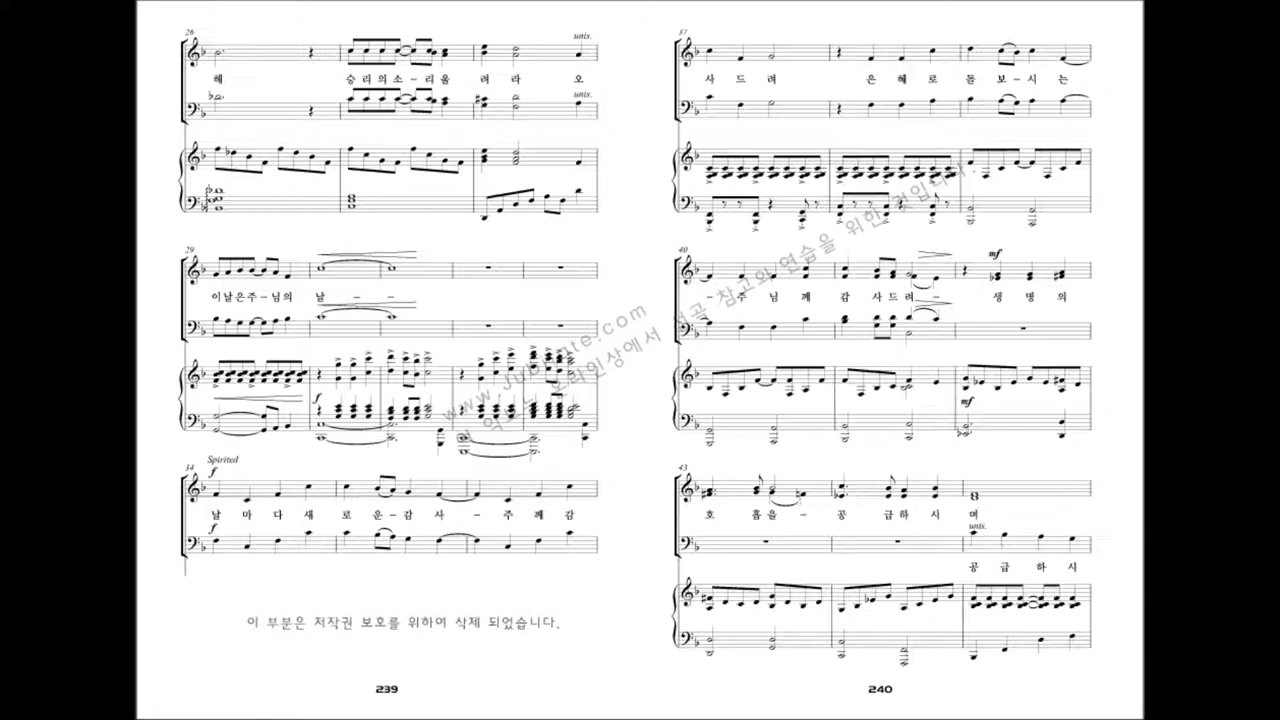 26
unis.
해 승 리 의 소 - 리 울 려 라 오
unis.
29
이 날 은 주 - 님 의 날 - -
f
34
Spirited
f
날 마 다 새 로 운 - 감 사 - 주 께 감
f
이 부분은 저작권 보호를 위하여 삭제 되었습니다.
239
37
사 드 려 은 혜 로 돌 보 - 시 는
40
mf
- 주 님 께 감 사 드 려 - 생 명 의
mf
43
호 흡 을 - 공 급 하 시 며
unis.
공 급 하 시
240